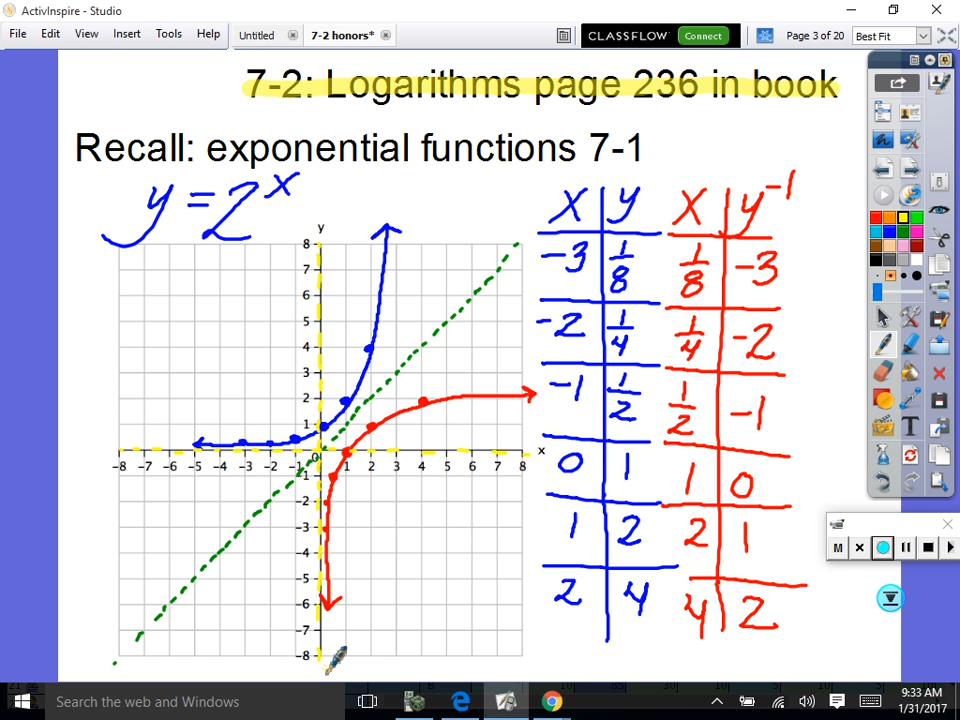 ActivInspire - Studio
File Edit View Insert Tools Help Untitled 7-2 honors* CLASSFLOW Connect Page 3 of 20 Best Fit
7-2: Logarithms page 236 in book
Recall: exponential functions 7-1
y = 2^x
x y
-3 1/8
-2 1/4
-1 1/2
0 1
1 2
2 4
x y^-1
1/8 -3
1/4 -2
1/2 -1
1 0
2 1
4 2
y
8
7
6
5
4
3
2
1
0
-8 -7 -6 -5 -4 -3 -2 -1 1 2 3 4 5 6 7 8 x
-1
-2
-3
-4
-5
-6
-7
-8
M
Search the web and Windows
9:33 AM
1/31/2017